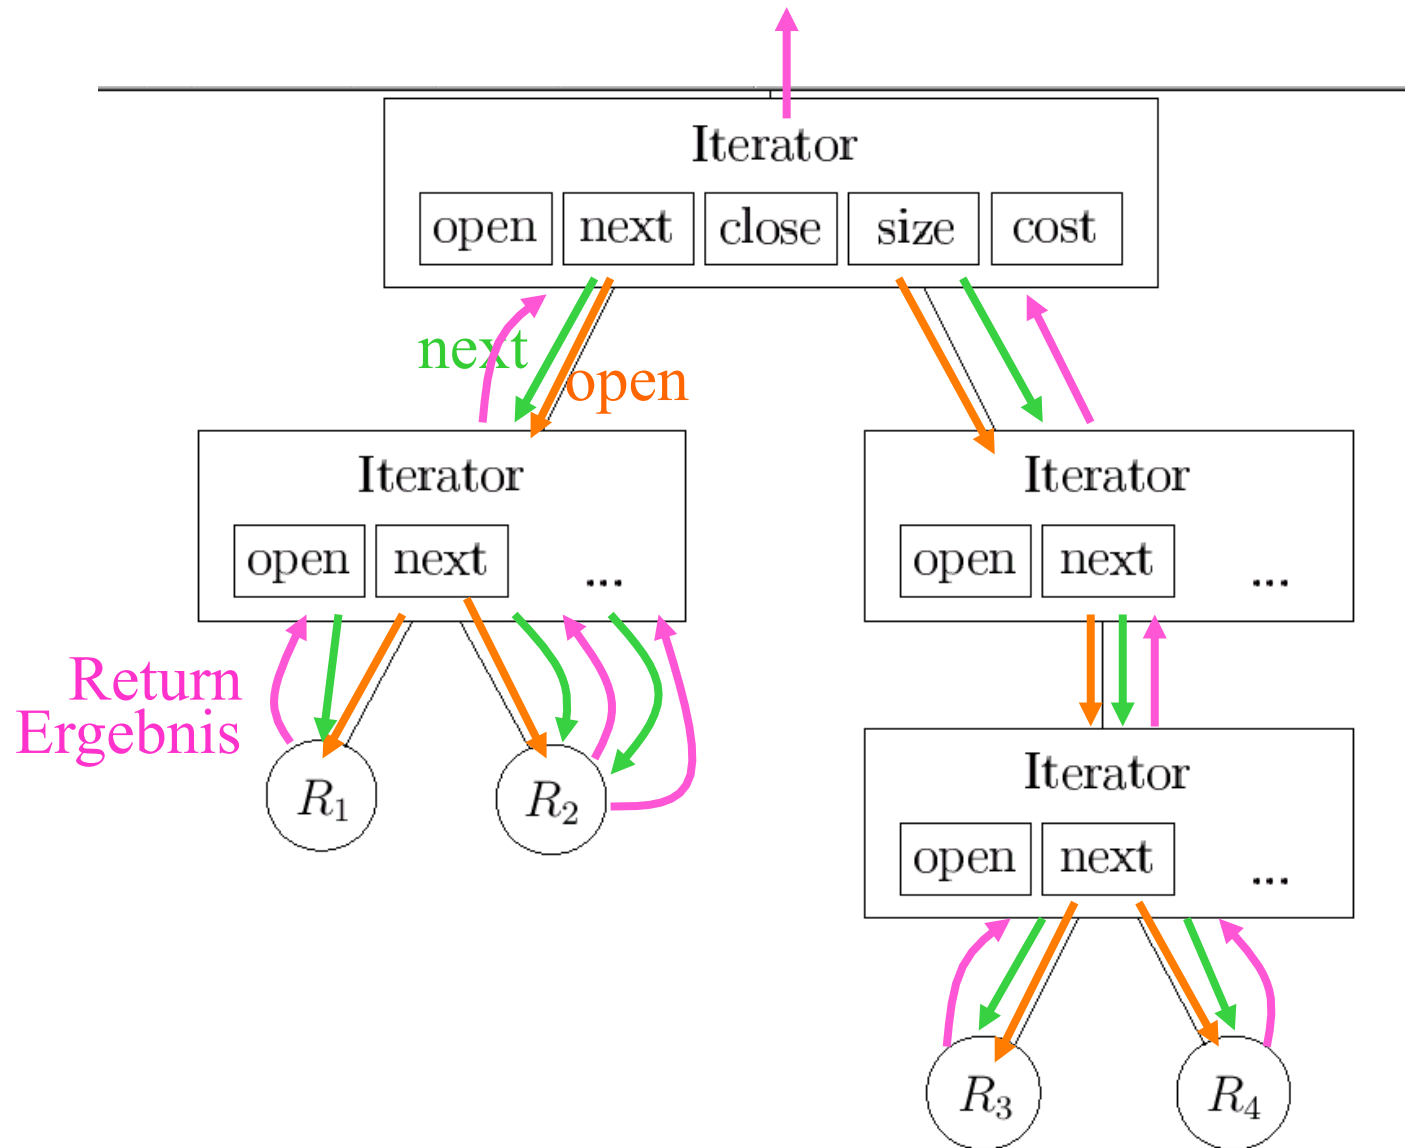 Iterator
open next close size cost
next
open
Iterator
open next ...
Iterator
open next ...
Return
Ergebnis
R1
R2
Iterator
open next ...
R3
R4